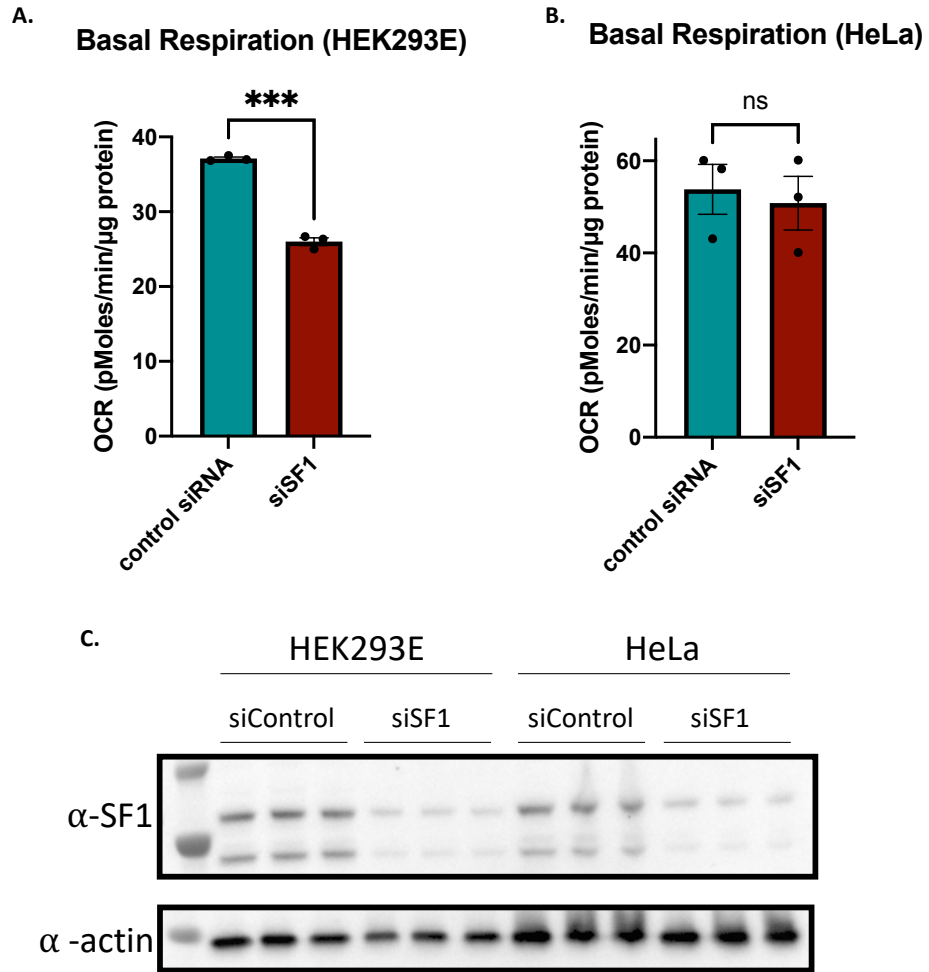 A.
Basal Respiration (HEK293E)
***
OCR (pMoles/min/µg protein)
40
30
20
10
0
control siRNA
siSF1
B.
Basal Respiration (HeLa)
ns
OCR (pMoles/min/µg protein)
60
40
20
0
control siRNA
siSF1
C.
HEK293E HeLa
siControl siSF1 siControl siSF1
α-SF1
α -actin